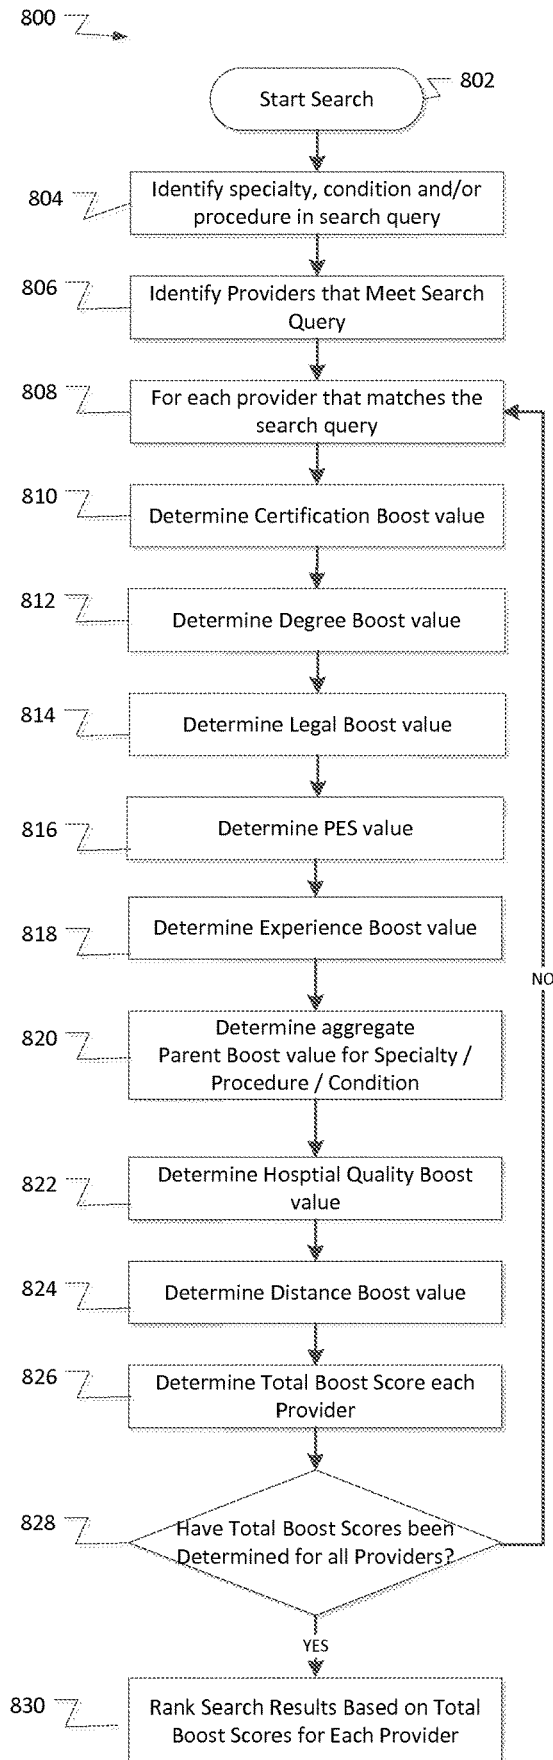 800
Start Search
802
804
Identify specialty, condition and/or
procedure in search query
806
Identify Providers that Meet Search
Query
808
For each provider that matches the
search query
810
Determine Certification Boost value
812
Determine Degree Boost value
814
Determine Legal Boost value
816
Determine PES value
818
Determine Experience Boost value
NO
820
Determine aggregate
Parent Boost value for Specialty /
Procedure / Condition
822
Determine Hosptial Quality Boost
value
824
Determine Distance Boost value
826
Determine Total Boost Score each
Provider
828
Have Total Boost Scores been
Determined for all Providers?
YES
830
Rank Search Results Based on Total
Boost Scores for Each Provider